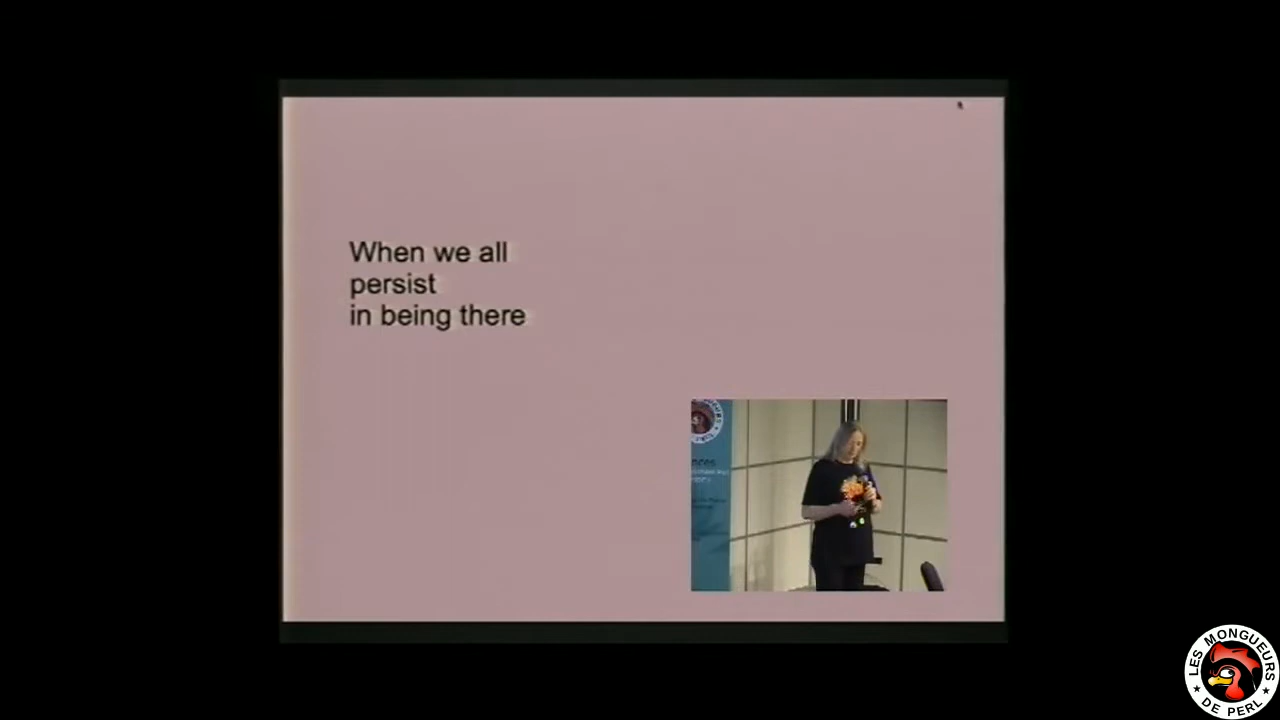 When we all
persist
in being there
LES MONGUEURS
DE PERL